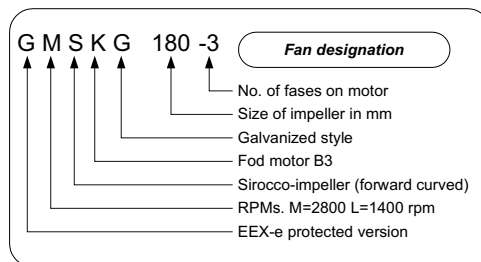 G M S K G 180 -3
Fan designation
No. of fases on motor
Size of impeller in mm
Galvanized style
Fod motor B3
Sirocco-impeller (forward curved)
RPMs. M=2800 L=1400 rpm
EEX-e protected version